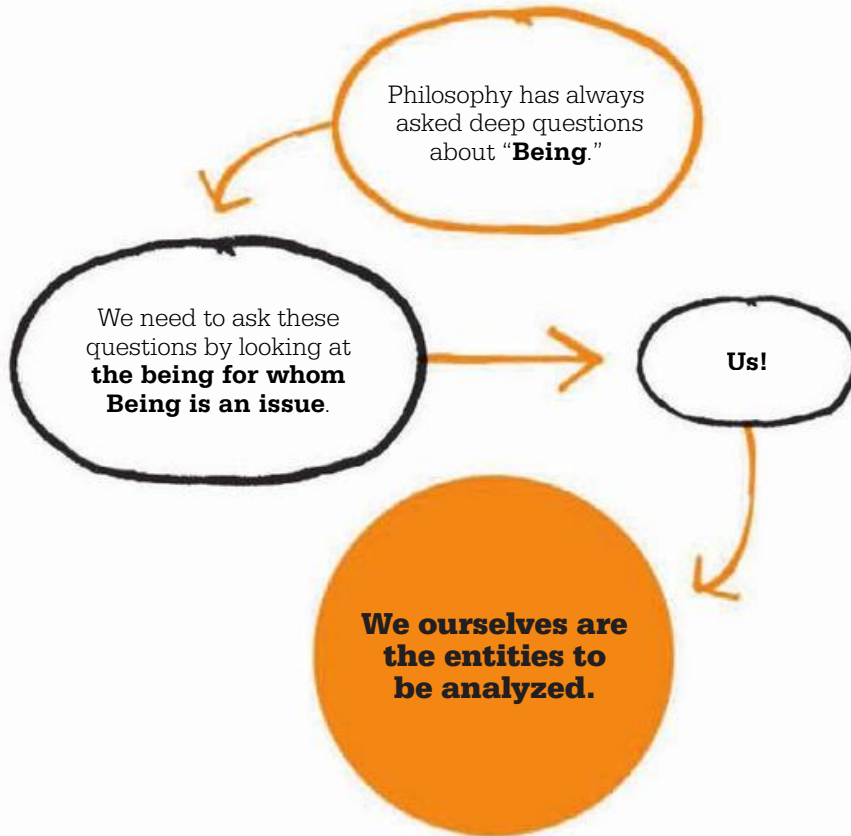 Philosophy has always
asked deep questions
about “Being.”
We need to ask these
questions by looking at
the being for whom
Being is an issue.
Us!
We ourselves are
the entities to
be analyzed.